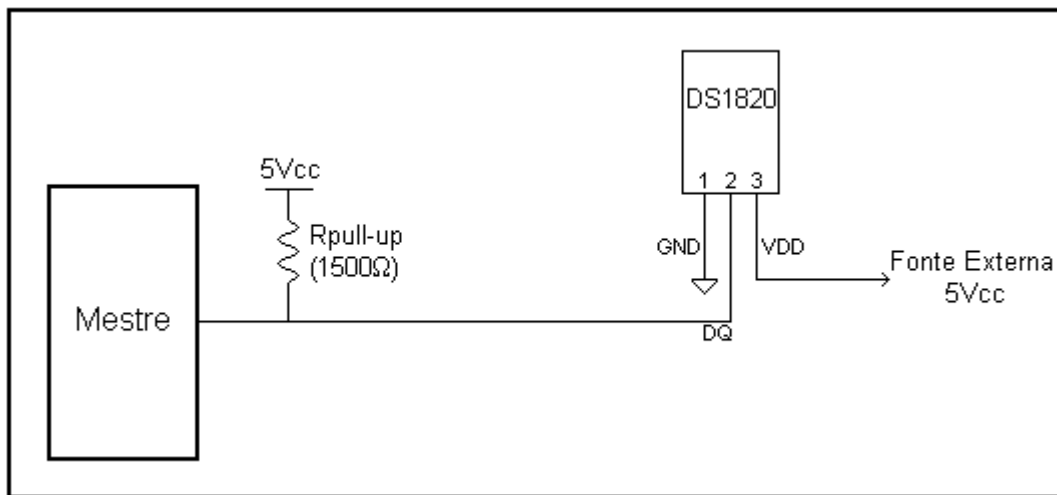 DS1820
1 2 3
5Vcc
Rpull-up
(1500Ω)
GND
VDD
Fonte Externa
5Vcc
Mestre
DQ